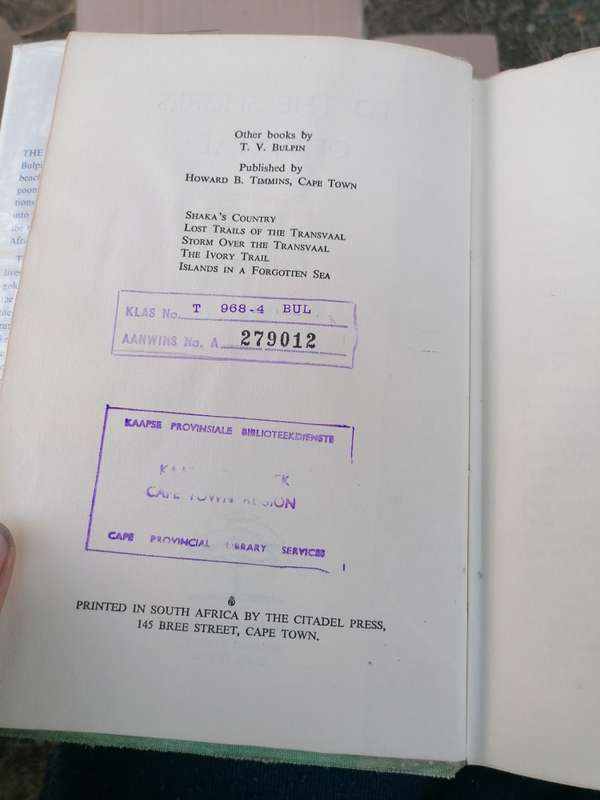 Other books by
T. V. BULPIN
Published by
HOWARD B. TIMMINS, CAPE TOWN
SHAKA'S COUNTRY
LOST TRAILS OF THE TRANSVAAL
STORM OVER THE TRANSVAAL
THE IVORY TRAIL
ISLANDS IN A FORGOTTEN SEA
KLAS No. T 968-4 BUL
AANWINS No. A 279012
KAAPSE PROVINSIALE BIBLIOTEEKDIENSTE
CAPE TOWN REGION
CAPE PROVINCIAL LIBRARY SERVICES
PRINTED IN SOUTH AFRICA BY THE CITADEL PRESS,
145 BREE STREET, CAPE TOWN.